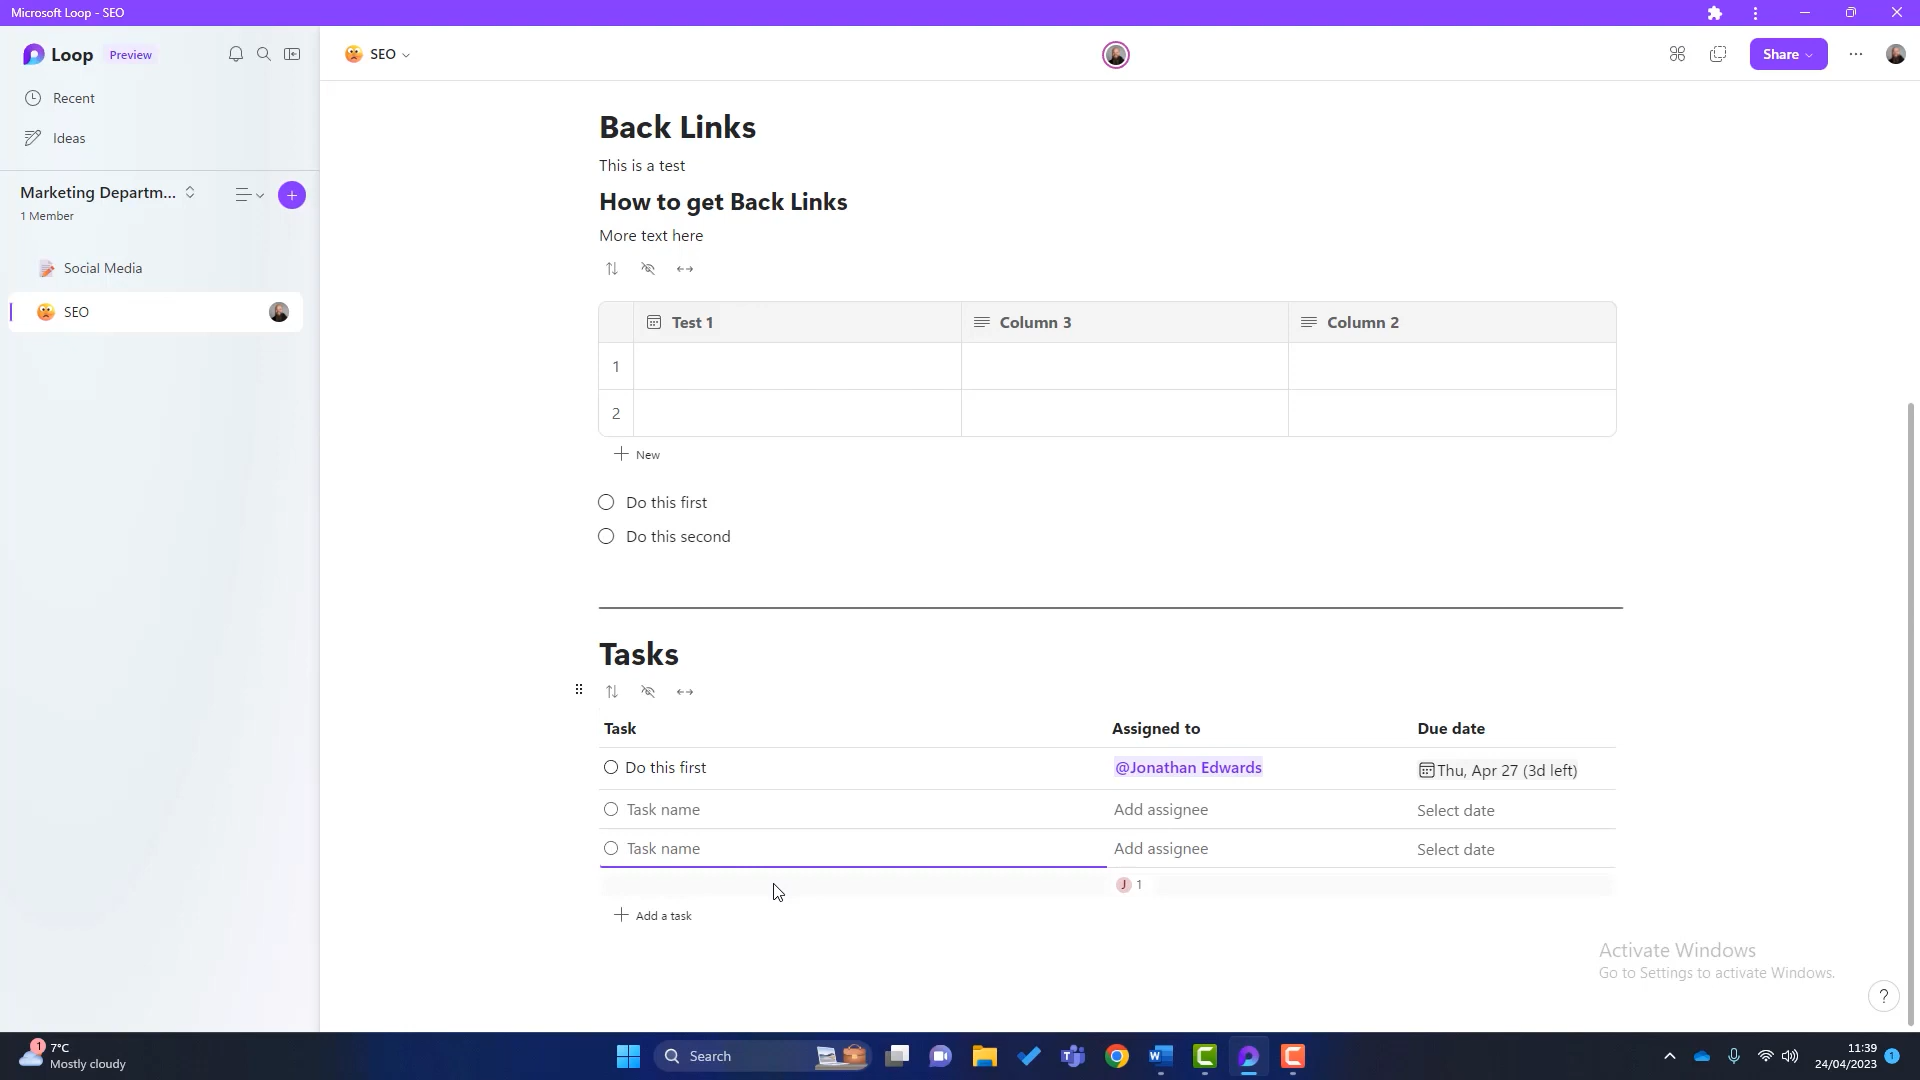 Microsoft Loop - SEO
Loop Preview
SEO
Share
Recent
Ideas
Marketing Departm...
1 Member
Social Media
SEO
Back Links
This is a test
How to get Back Links
More text here
Test 1 Column 3 Column 2
1
2
New
Do this first
Do this second
Tasks
Task Assigned to Due date
Do this first @Jonathan Edwards Thu, Apr 27 (3d left)
Task name Add assignee Select date
Task name Add assignee Select date
J 1
Add a task
Activate Windows
Go to Settings to activate Windows.
?
1 7°C
Mostly cloudy
Search
11:39
24/04/2023
1